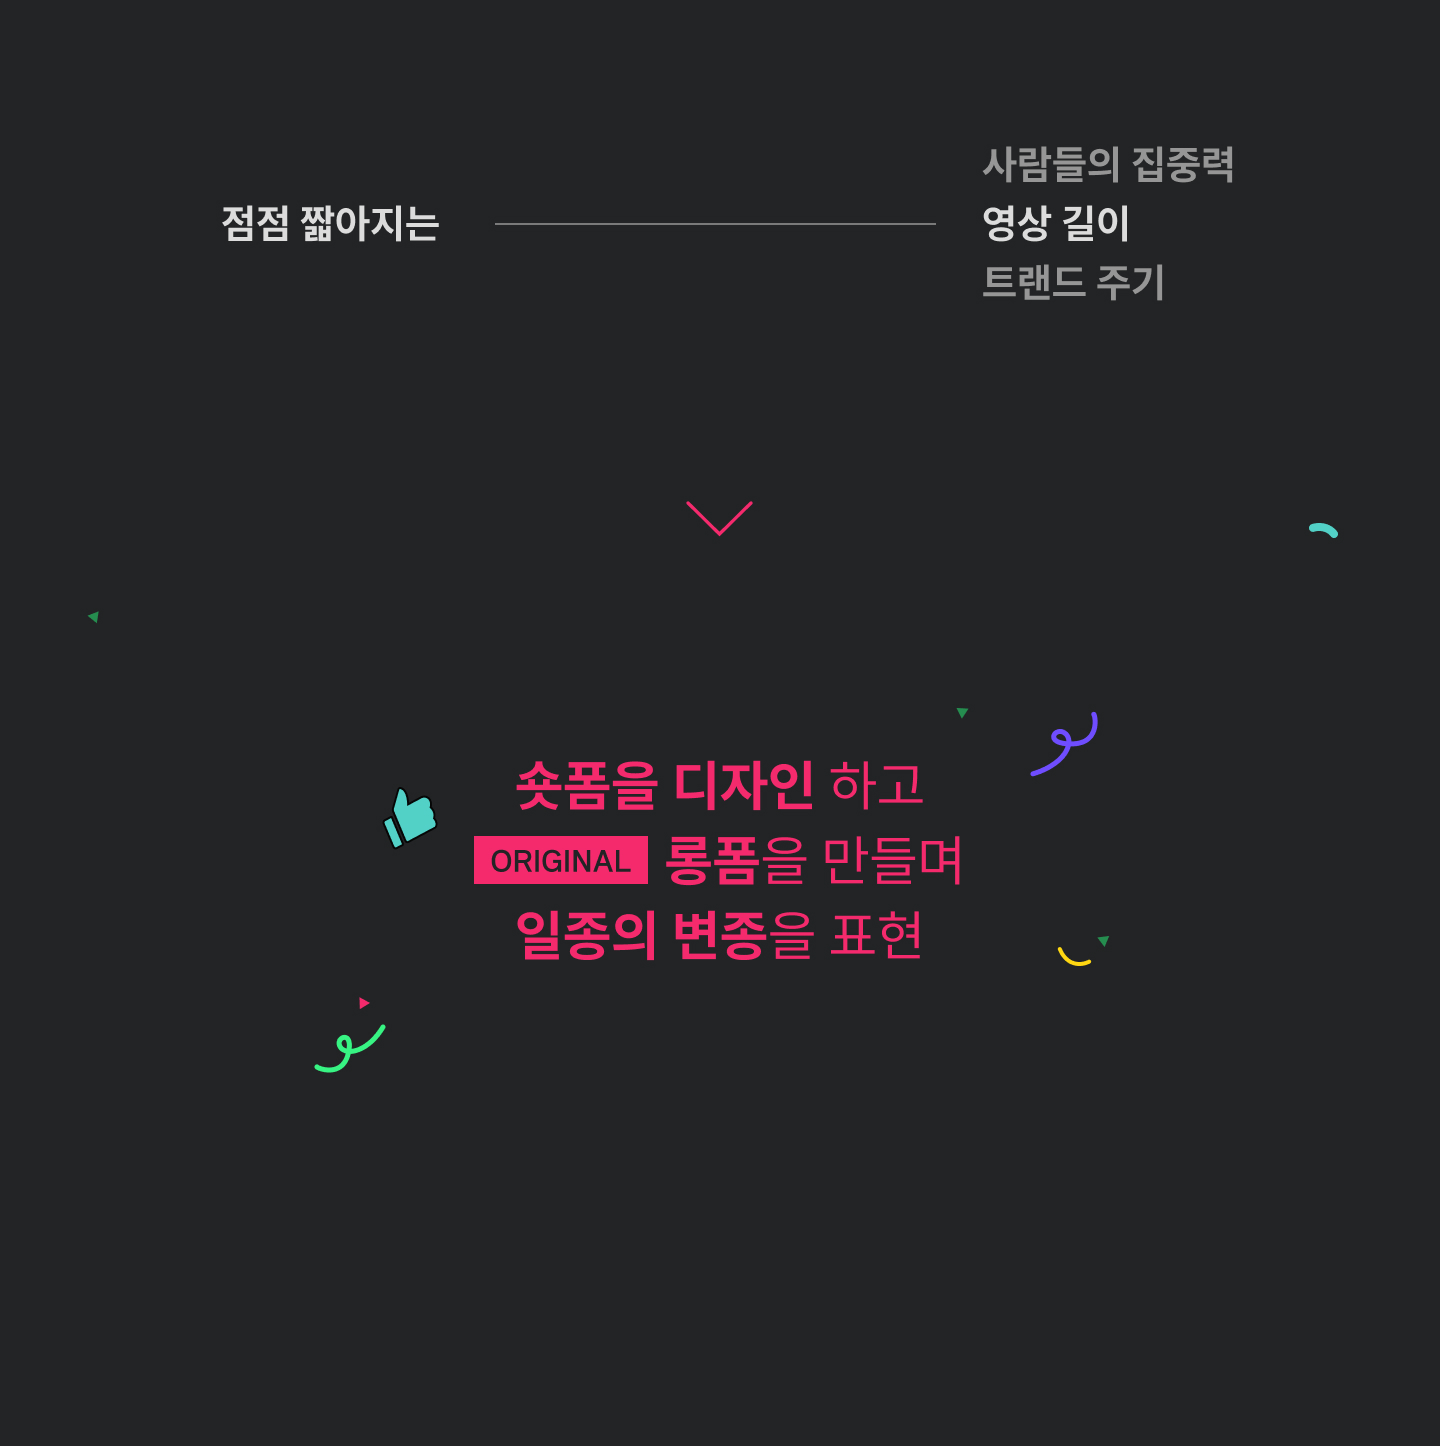 사람들의 집중력
점점 짧아지는 영상 길이
트랜드 주기
숏폼을 디자인 하고
ORIGINAL 롱폼을 만들며
일종의 변종을 표현